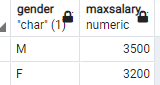 gender maxsalary
"char" (1) numeric
M 3500
F 3200